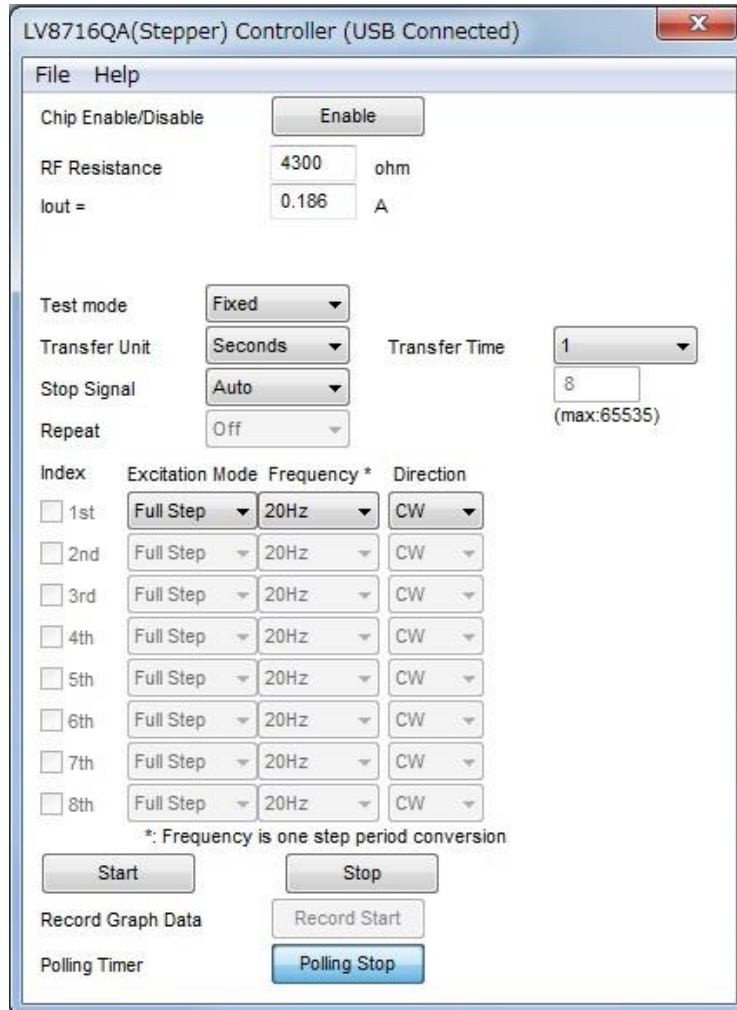 LV8716QA(Stepper) Controller (USB Connected)
x
File Help
Chip Enable/Disable Enable
RF Resistance 4300 ohm
Iout = 0.186 A
Test mode Fixed
Transfer Unit Seconds Transfer Time 1
Stop Signal Auto 8
(max:65535)
Repeat Off
Index Excitation Mode Frequency * Direction
1st Full Step 20Hz CW
2nd Full Step 20Hz CW
3rd Full Step 20Hz CW
4th Full Step 20Hz CW
5th Full Step 20Hz CW
6th Full Step 20Hz CW
7th Full Step 20Hz CW
8th Full Step 20Hz CW
*: Frequency is one step period conversion
Start Stop
Record Graph Data Record Start
Polling Timer Polling Stop